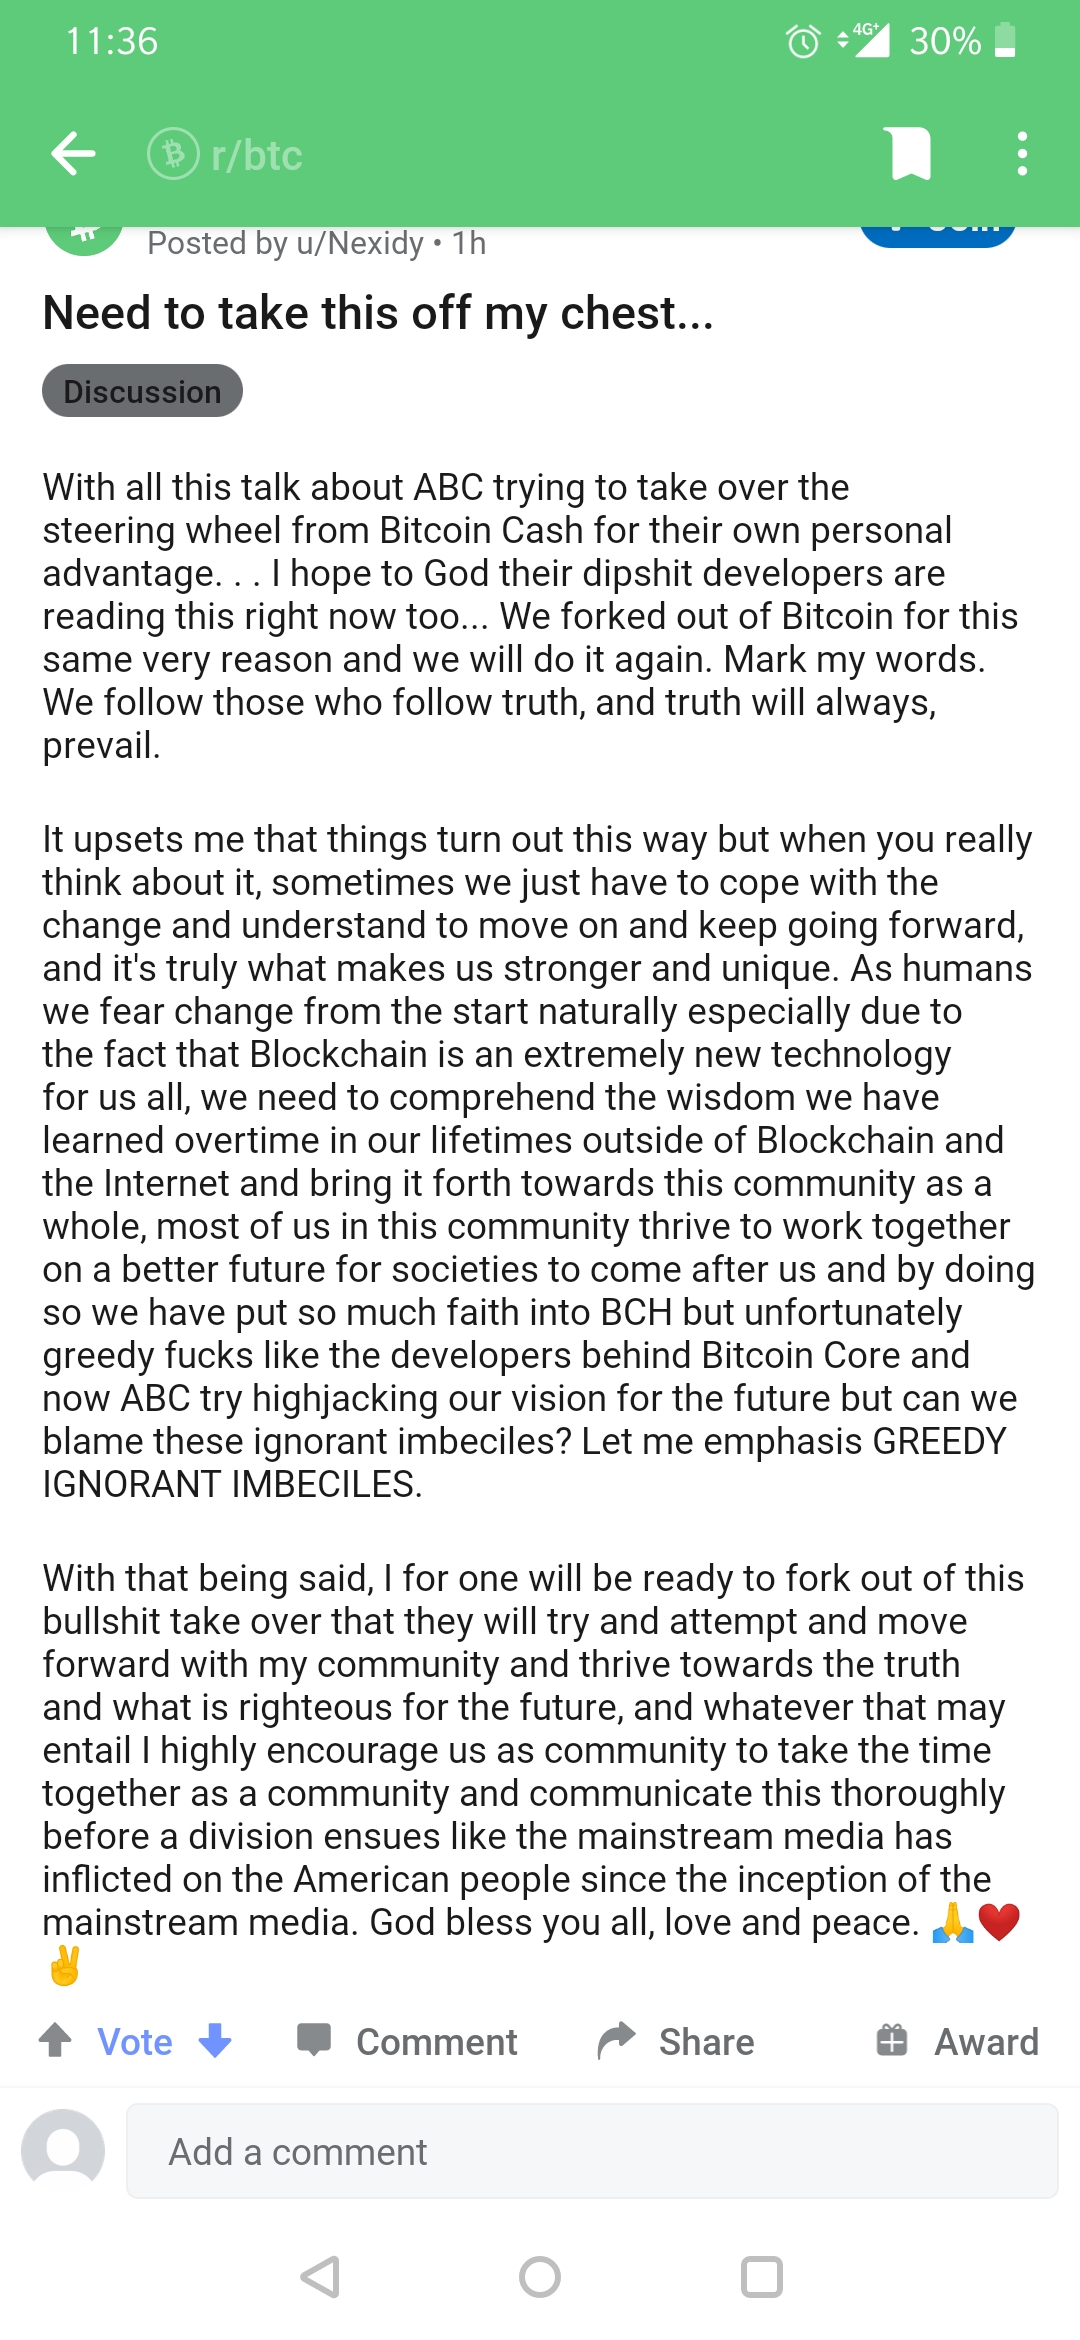 11:36
4G+ 30%
r/btc
Posted by u/Nexidy • 1h
Join
Need to take this off my chest...
Discussion
With all this talk about ABC trying to take over the
steering wheel from Bitcoin Cash for their own personal
advantage. . . I hope to God their dipshit developers are
reading this right now too... We forked out of Bitcoin for this
same very reason and we will do it again. Mark my words.
We follow those who follow truth, and truth will always,
prevail.
It upsets me that things turn out this way but when you really
think about it, sometimes we just have to cope with the
change and understand to move on and keep going forward,
and it's truly what makes us stronger and unique. As humans
we fear change from the start naturally especially due to
the fact that Blockchain is an extremely new technology
for us all, we need to comprehend the wisdom we have
learned overtime in our lifetimes outside of Blockchain and
the Internet and bring it forth towards this community as a
whole, most of us in this community thrive to work together
on a better future for societies to come after us and by doing
so we have put so much faith into BCH but unfortunately
greedy fucks like the developers behind Bitcoin Core and
now ABC try highjacking our vision for the future but can we
blame these ignorant imbeciles? Let me emphasis GREEDY
IGNORANT IMBECILES.
With that being said, I for one will be ready to fork out of this
bullshit take over that they will try and attempt and move
forward with my community and thrive towards the truth
and what is righteous for the future, and whatever that may
entail I highly encourage us as community to take the time
together as a community and communicate this thoroughly
before a division ensues like the mainstream media has
inflicted on the American people since the inception of the
mainstream media. God bless you all, love and peace. 🙏❤️
✌️
Vote Comment Share Award
Add a comment